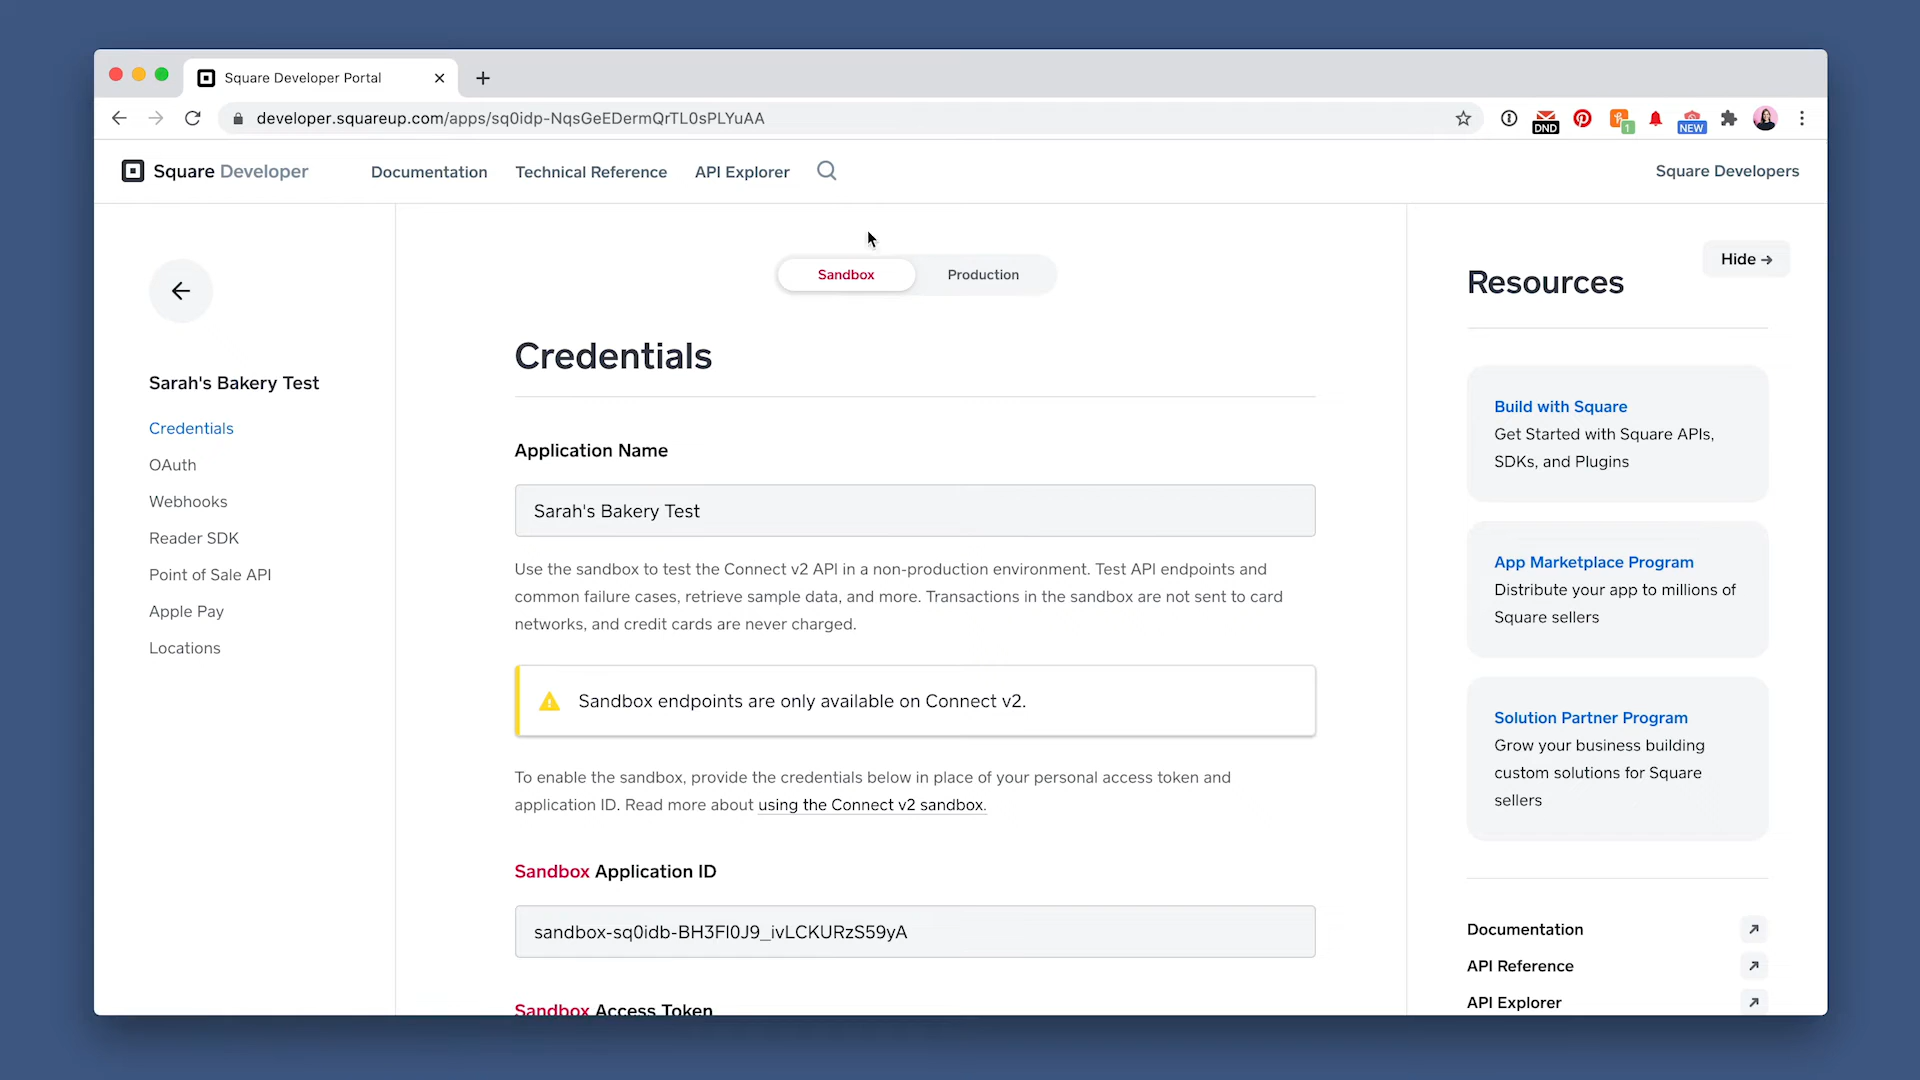 Square Developer Portal
developer.squareup.com/apps/sq0idp-NqsGeEDermQrTL0sPLYuAA
DND
1
NEW
Square Developer
Documentation
Technical Reference
API Explorer
Square Developers
Sandbox
Production
Hide →
Resources
Sarah's Bakery Test
Credentials
OAuth
Webhooks
Reader SDK
Point of Sale API
Apple Pay
Locations
Credentials
Application Name
Sarah's Bakery Test
Use the sandbox to test the Connect v2 API in a non-production environment. Test API endpoints and
common failure cases, retrieve sample data, and more. Transactions in the sandbox are not sent to card
networks, and credit cards are never charged.
Sandbox endpoints are only available on Connect v2.
To enable the sandbox, provide the credentials below in place of your personal access token and
application ID. Read more about using the Connect v2 sandbox.
Sandbox Application ID
sandbox-sq0idb-BH3FI0J9_ivLCKURzS59yA
Sandbox Access Token
Build with Square
Get Started with Square APIs,
SDKs, and Plugins
App Marketplace Program
Distribute your app to millions of
Square sellers
Solution Partner Program
Grow your business building
custom solutions for Square
sellers
Documentation
API Reference
API Explorer